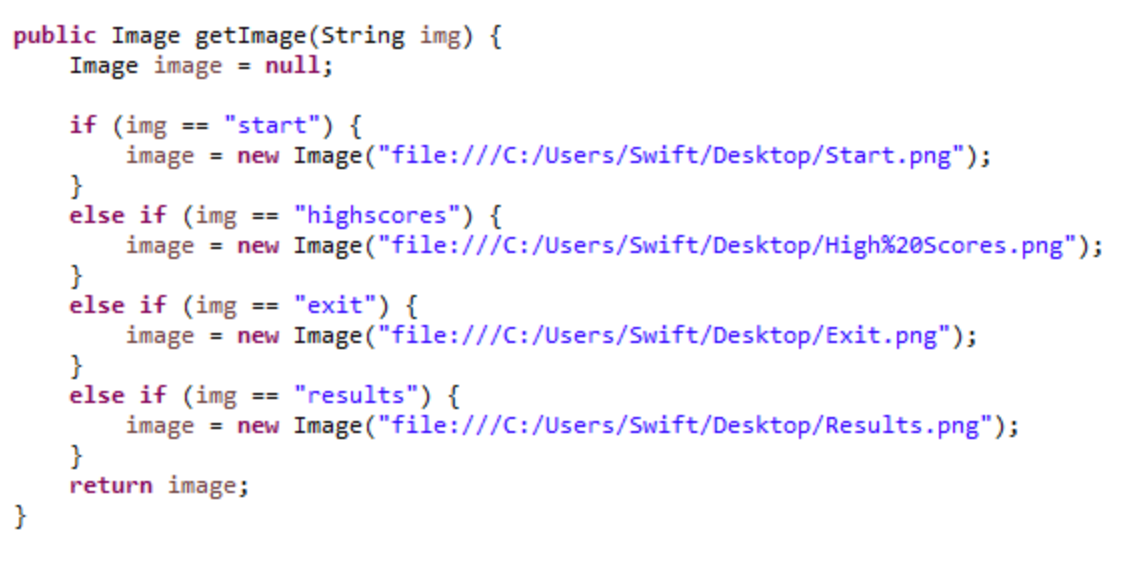 public Image getImage(String img) {
    Image image = null;

    if (img == "start") {
        image = new Image("file:///C:/Users/Swift/Desktop/Start.png");
    }
    else if (img == "highscores") {
        image = new Image("file:///C:/Users/Swift/Desktop/High%20Scores.png");
    }
    else if (img == "exit") {
        image = new Image("file:///C:/Users/Swift/Desktop/Exit.png");
    }
    else if (img == "results") {
        image = new Image("file:///C:/Users/Swift/Desktop/Results.png");
    }
    return image;
}